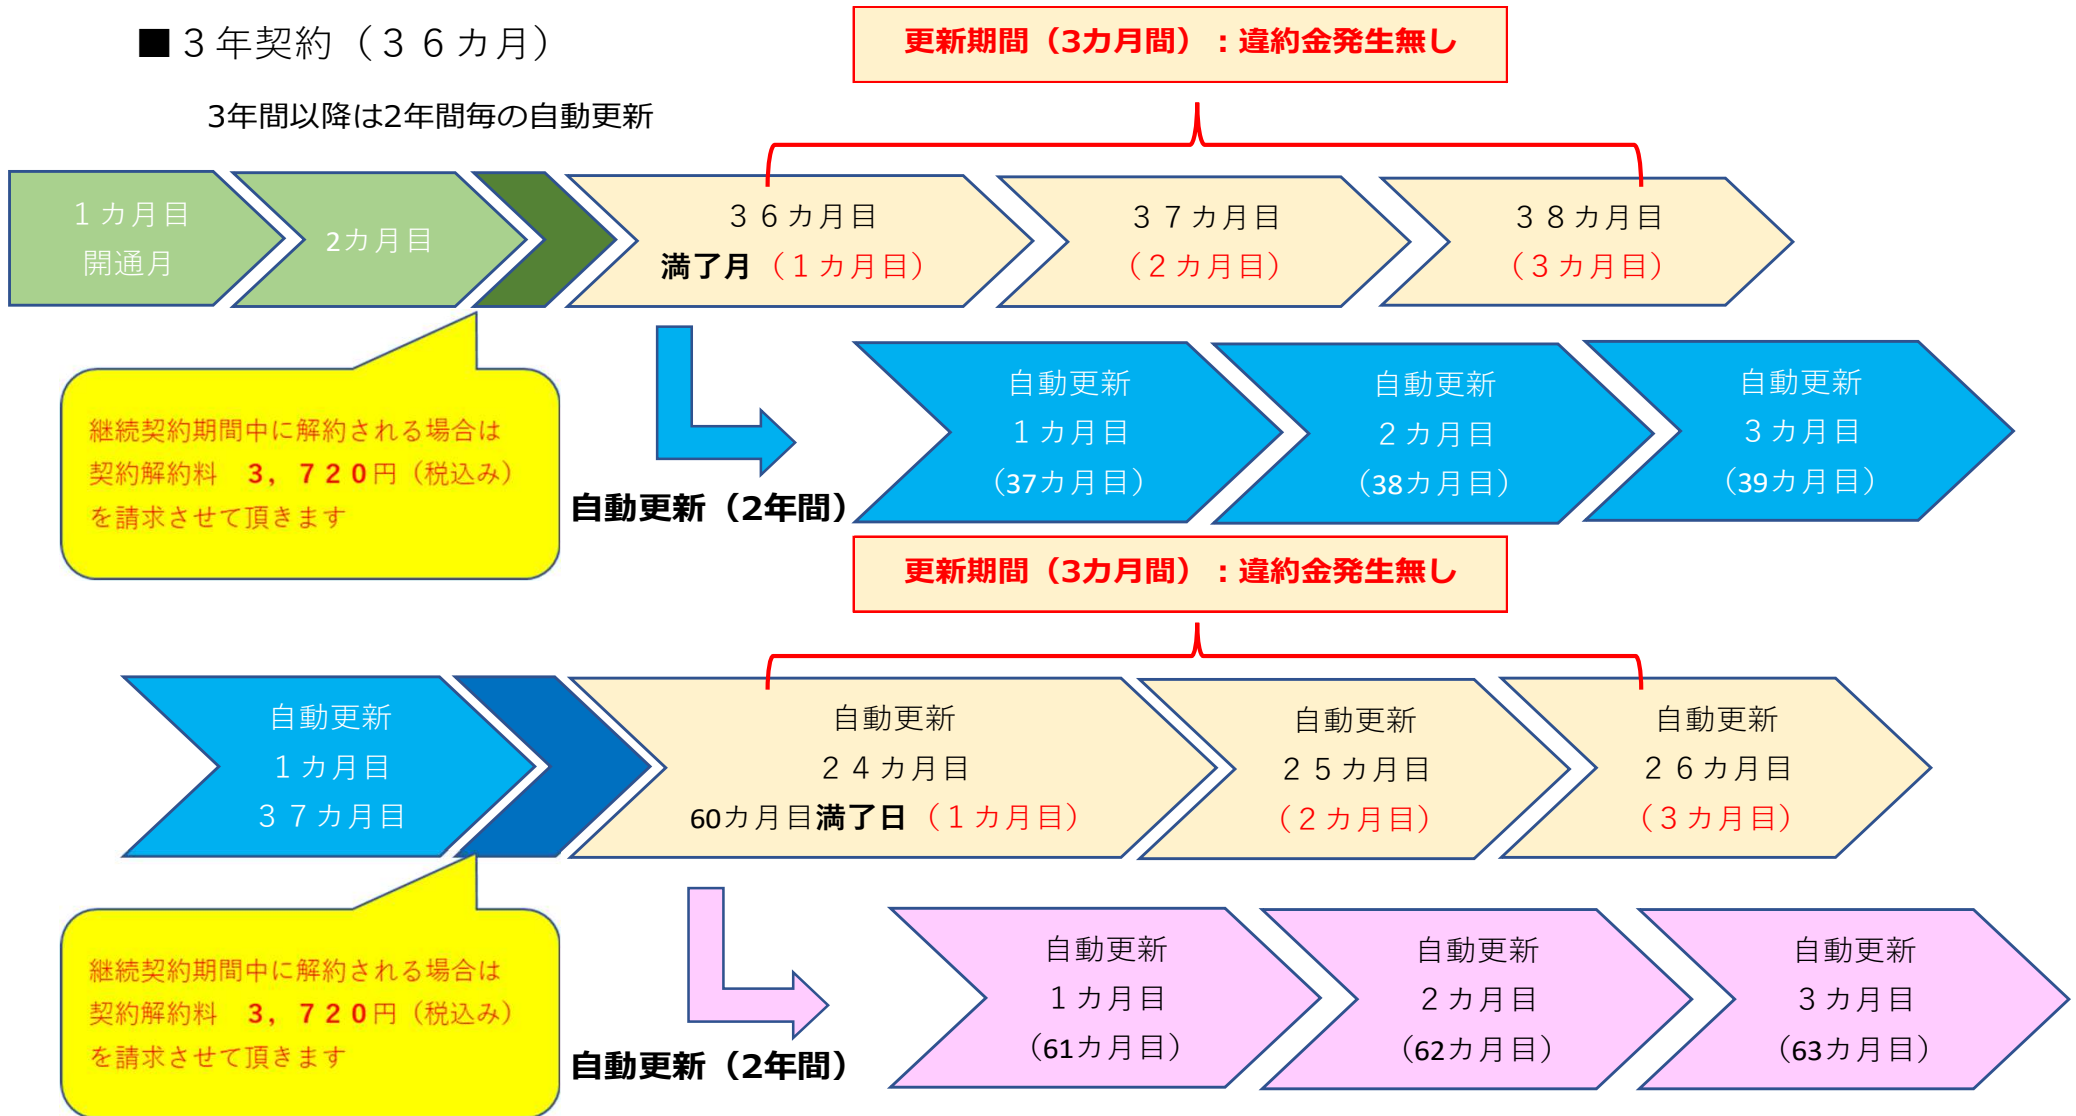 ■３年契約（３６カ月）
3年間以降は2年間毎の自動更新
更新期間（3カ月間）：違約金発生無し
１カ月目
開通月
2カ月目
３６カ月目
満了月（１カ月目）
３７カ月目
（２カ月目）
３８カ月目
（３カ月目）
継続契約期間中に解約される場合は
契約解約料　３，７２０円（税込み）
を請求させて頂きます
自動更新（2年間）
自動更新
１カ月目
（37カ月目）
自動更新
２カ月目
（38カ月目）
自動更新
３カ月目
（39カ月目）
更新期間（3カ月間）：違約金発生無し
自動更新
１カ月目
３７カ月目
自動更新
２４カ月目
60カ月目満了日（１カ月目）
自動更新
２５カ月目
（２カ月目）
自動更新
２６カ月目
（３カ月目）
継続契約期間中に解約される場合は
契約解約料　３，７２０円（税込み）
を請求させて頂きます
自動更新（2年間）
自動更新
１カ月目
（61カ月目）
自動更新
２カ月目
（62カ月目）
自動更新
３カ月目
（63カ月目）